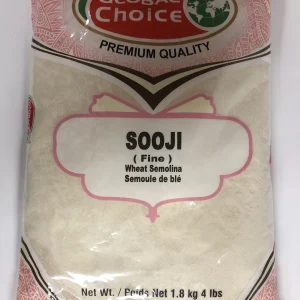 GLOBAL
Choice
PREMIUM QUALITY
SOOJI
( Fine )
Wheat Semolina
Semoule de blé
Net Wt. / Poids Net 1.8 kg 4 lbs